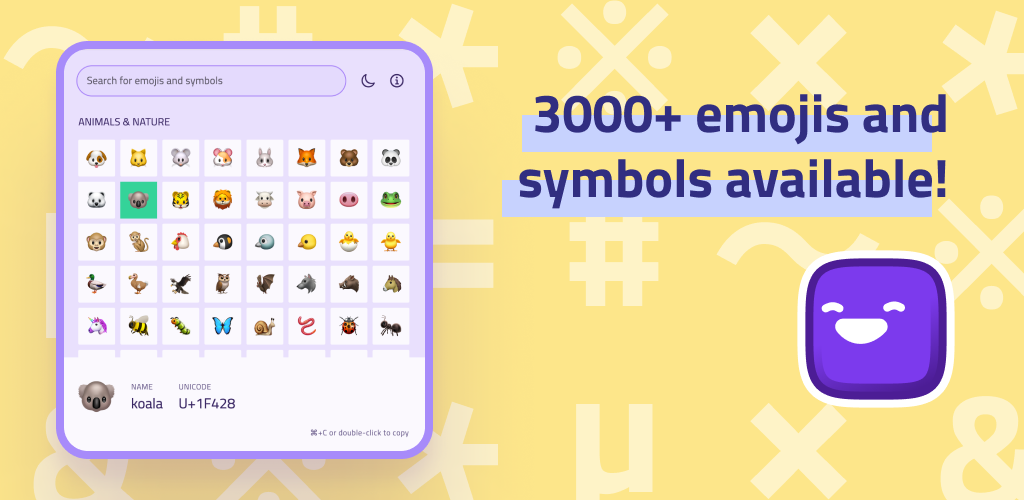 Search for emojis and symbols
ANIMALS & NATURE
NAME
UNICODE
koala
U+1F428
⌘+C or double-click to copy
3000+ emojis and
symbols available!